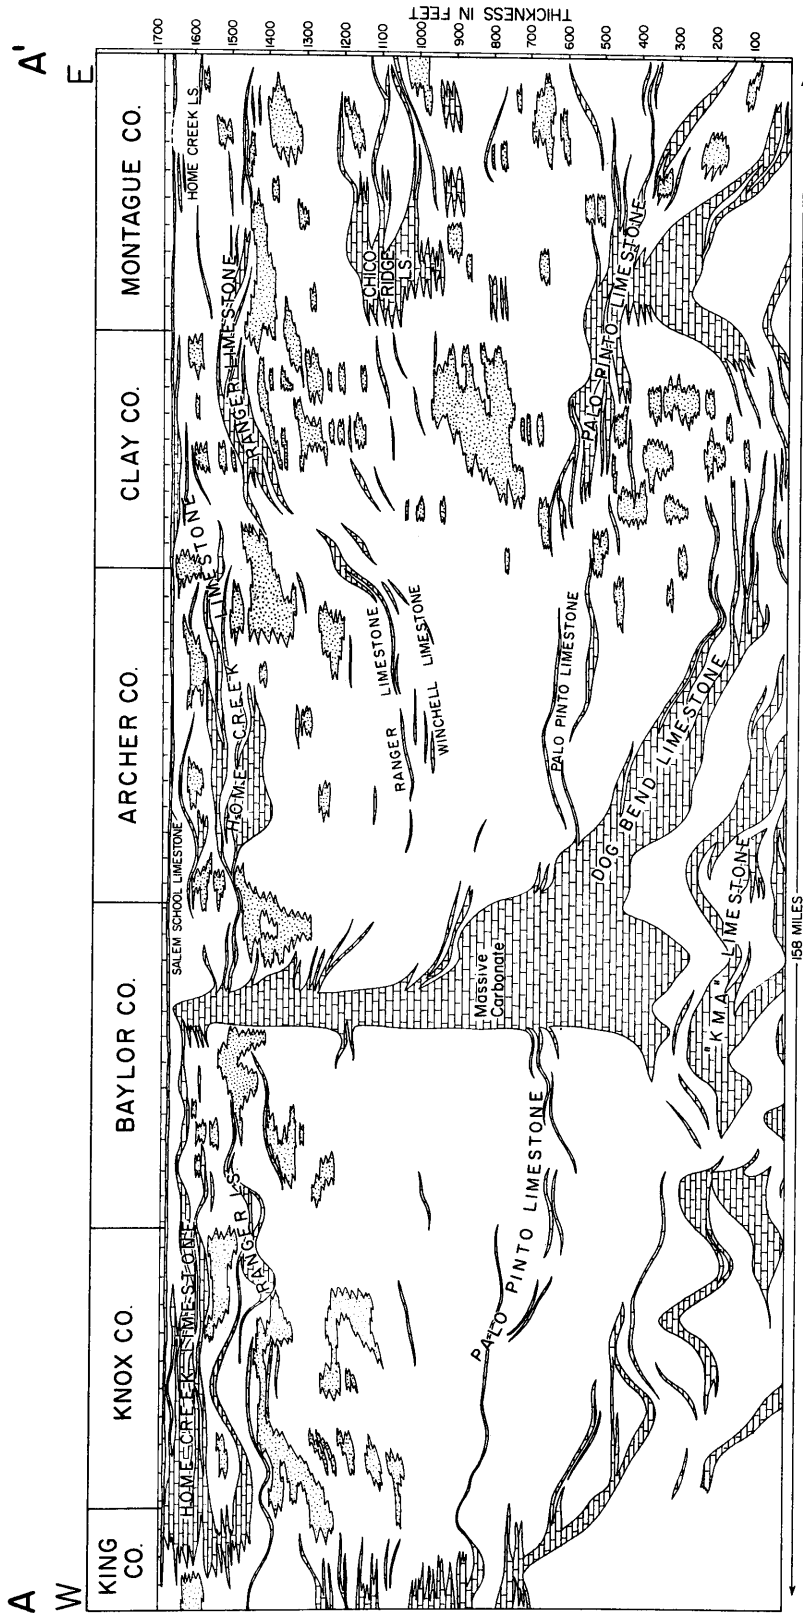 A
A'
W
E
KING CO.
KNOX CO.
BAYLOR CO.
ARCHER CO.
CLAY CO.
MONTAGUE CO.
THICKNESS IN FEET
1700
1600
1500
1400
1300
1200
1100
1000
900
800
700
600
500
400
300
200
100
HOME CREEK LIMESTONE
RANGER LS
SALEM SCHOOL LIMESTONE
HOME CREEK LIMESTONE
RANGER LIMESTONE
HOME CREEK LS.
CHICO
RIDGE
LS
RANGER LIMESTONE
WINCHELL LIMESTONE
Massive
Carbonate
PALO PINTO LIMESTONE
PALO PINTO LIMESTONE
PALO PINTO LIMESTONE
DOG BEND LIMESTONE
"KMA" LIMESTONE
158 MILES